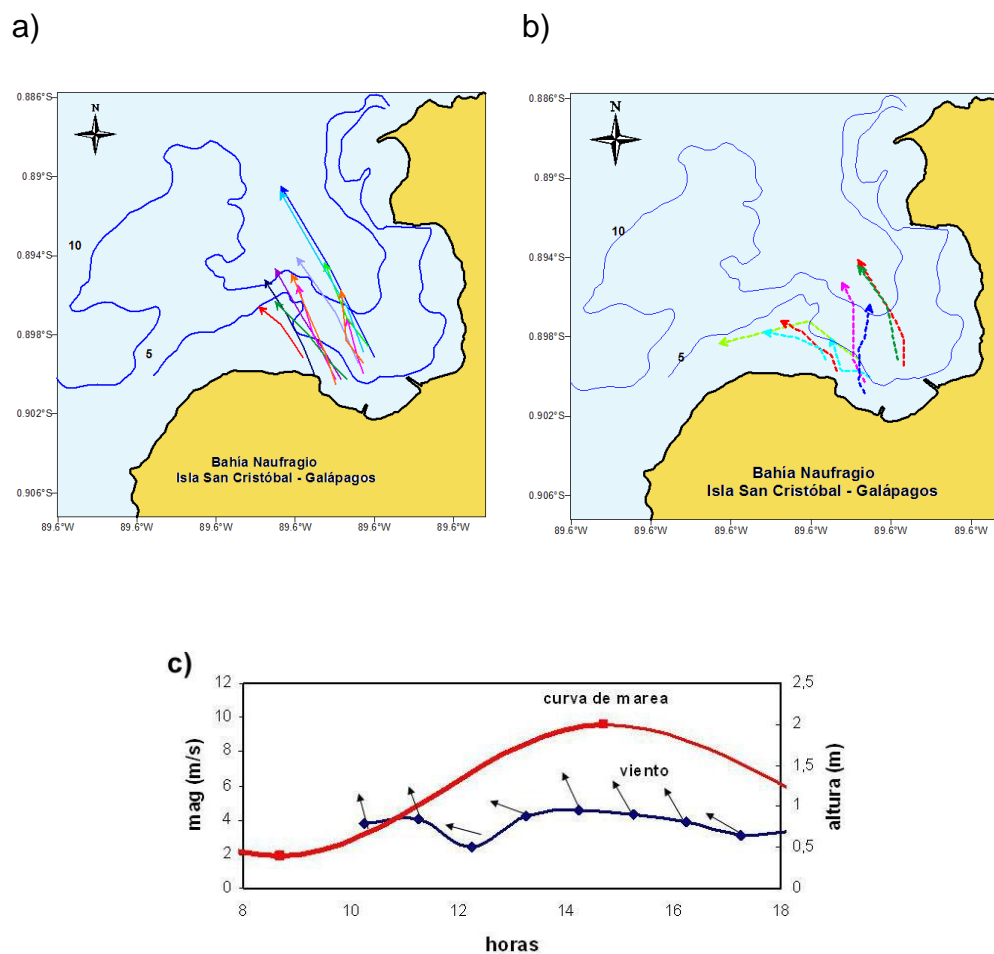 a)
b)
0.886°S
0.89°S
0.894°S
0.898°S
0.902°S
0.906°S
N
10
5
Bahía Naufragio
Isla San Cristóbal - Galápagos
89.6°W 89.6°W 89.6°W 89.6°W 89.6°W 89.6°W
0.886°S
0.89°S
0.894°S
0.898°S
0.902°S
0.906°S
N
10
5
Bahía Naufragio
Isla San Cristóbal - Galápagos
89.6°W 89.6°W 89.6°W 89.6°W 89.6°W 89.6°W
c)
mag (m/s)
12
10
8
6
4
2
0
curva de marea
viento
2,5
2
1,5
1
0,5
0
altura (m)
8 10 12 14 16 18
horas